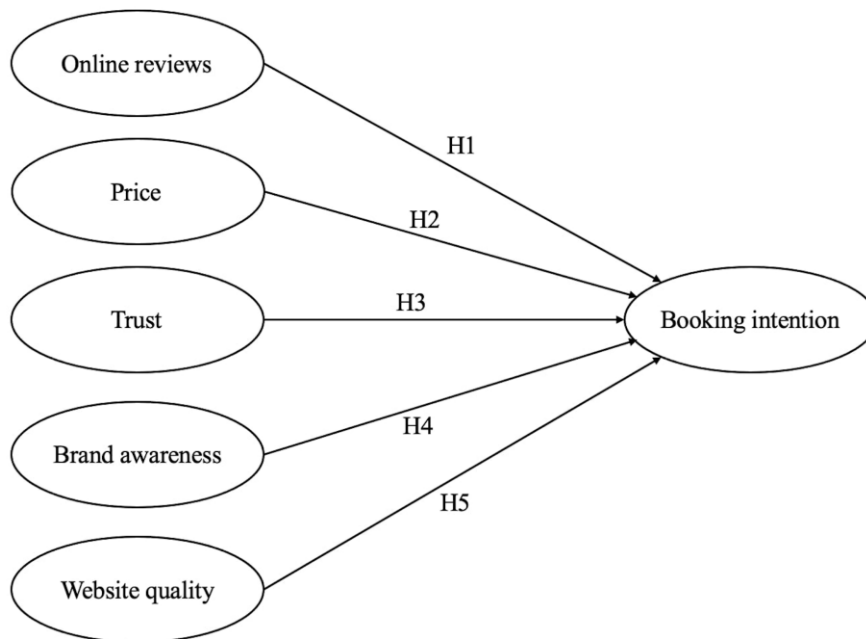 Online reviews
H1
Price
H2
Trust
H3
Booking intention
Brand awareness
H4
Website quality
H5